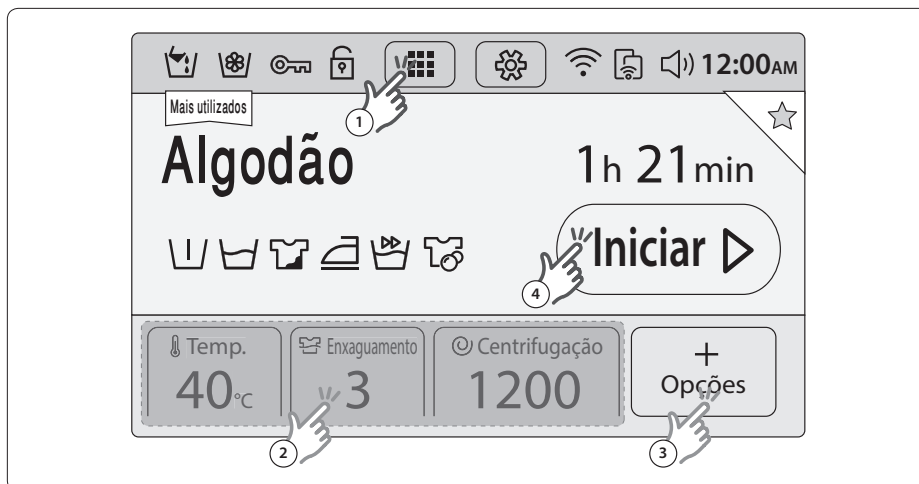 12:00AM
1
Mais utilizados
Algodão
1h 21min
Iniciar
4
Temp.
Enxaguamento
Centrifugação
+
40°C
3
1200
Opções
2
3